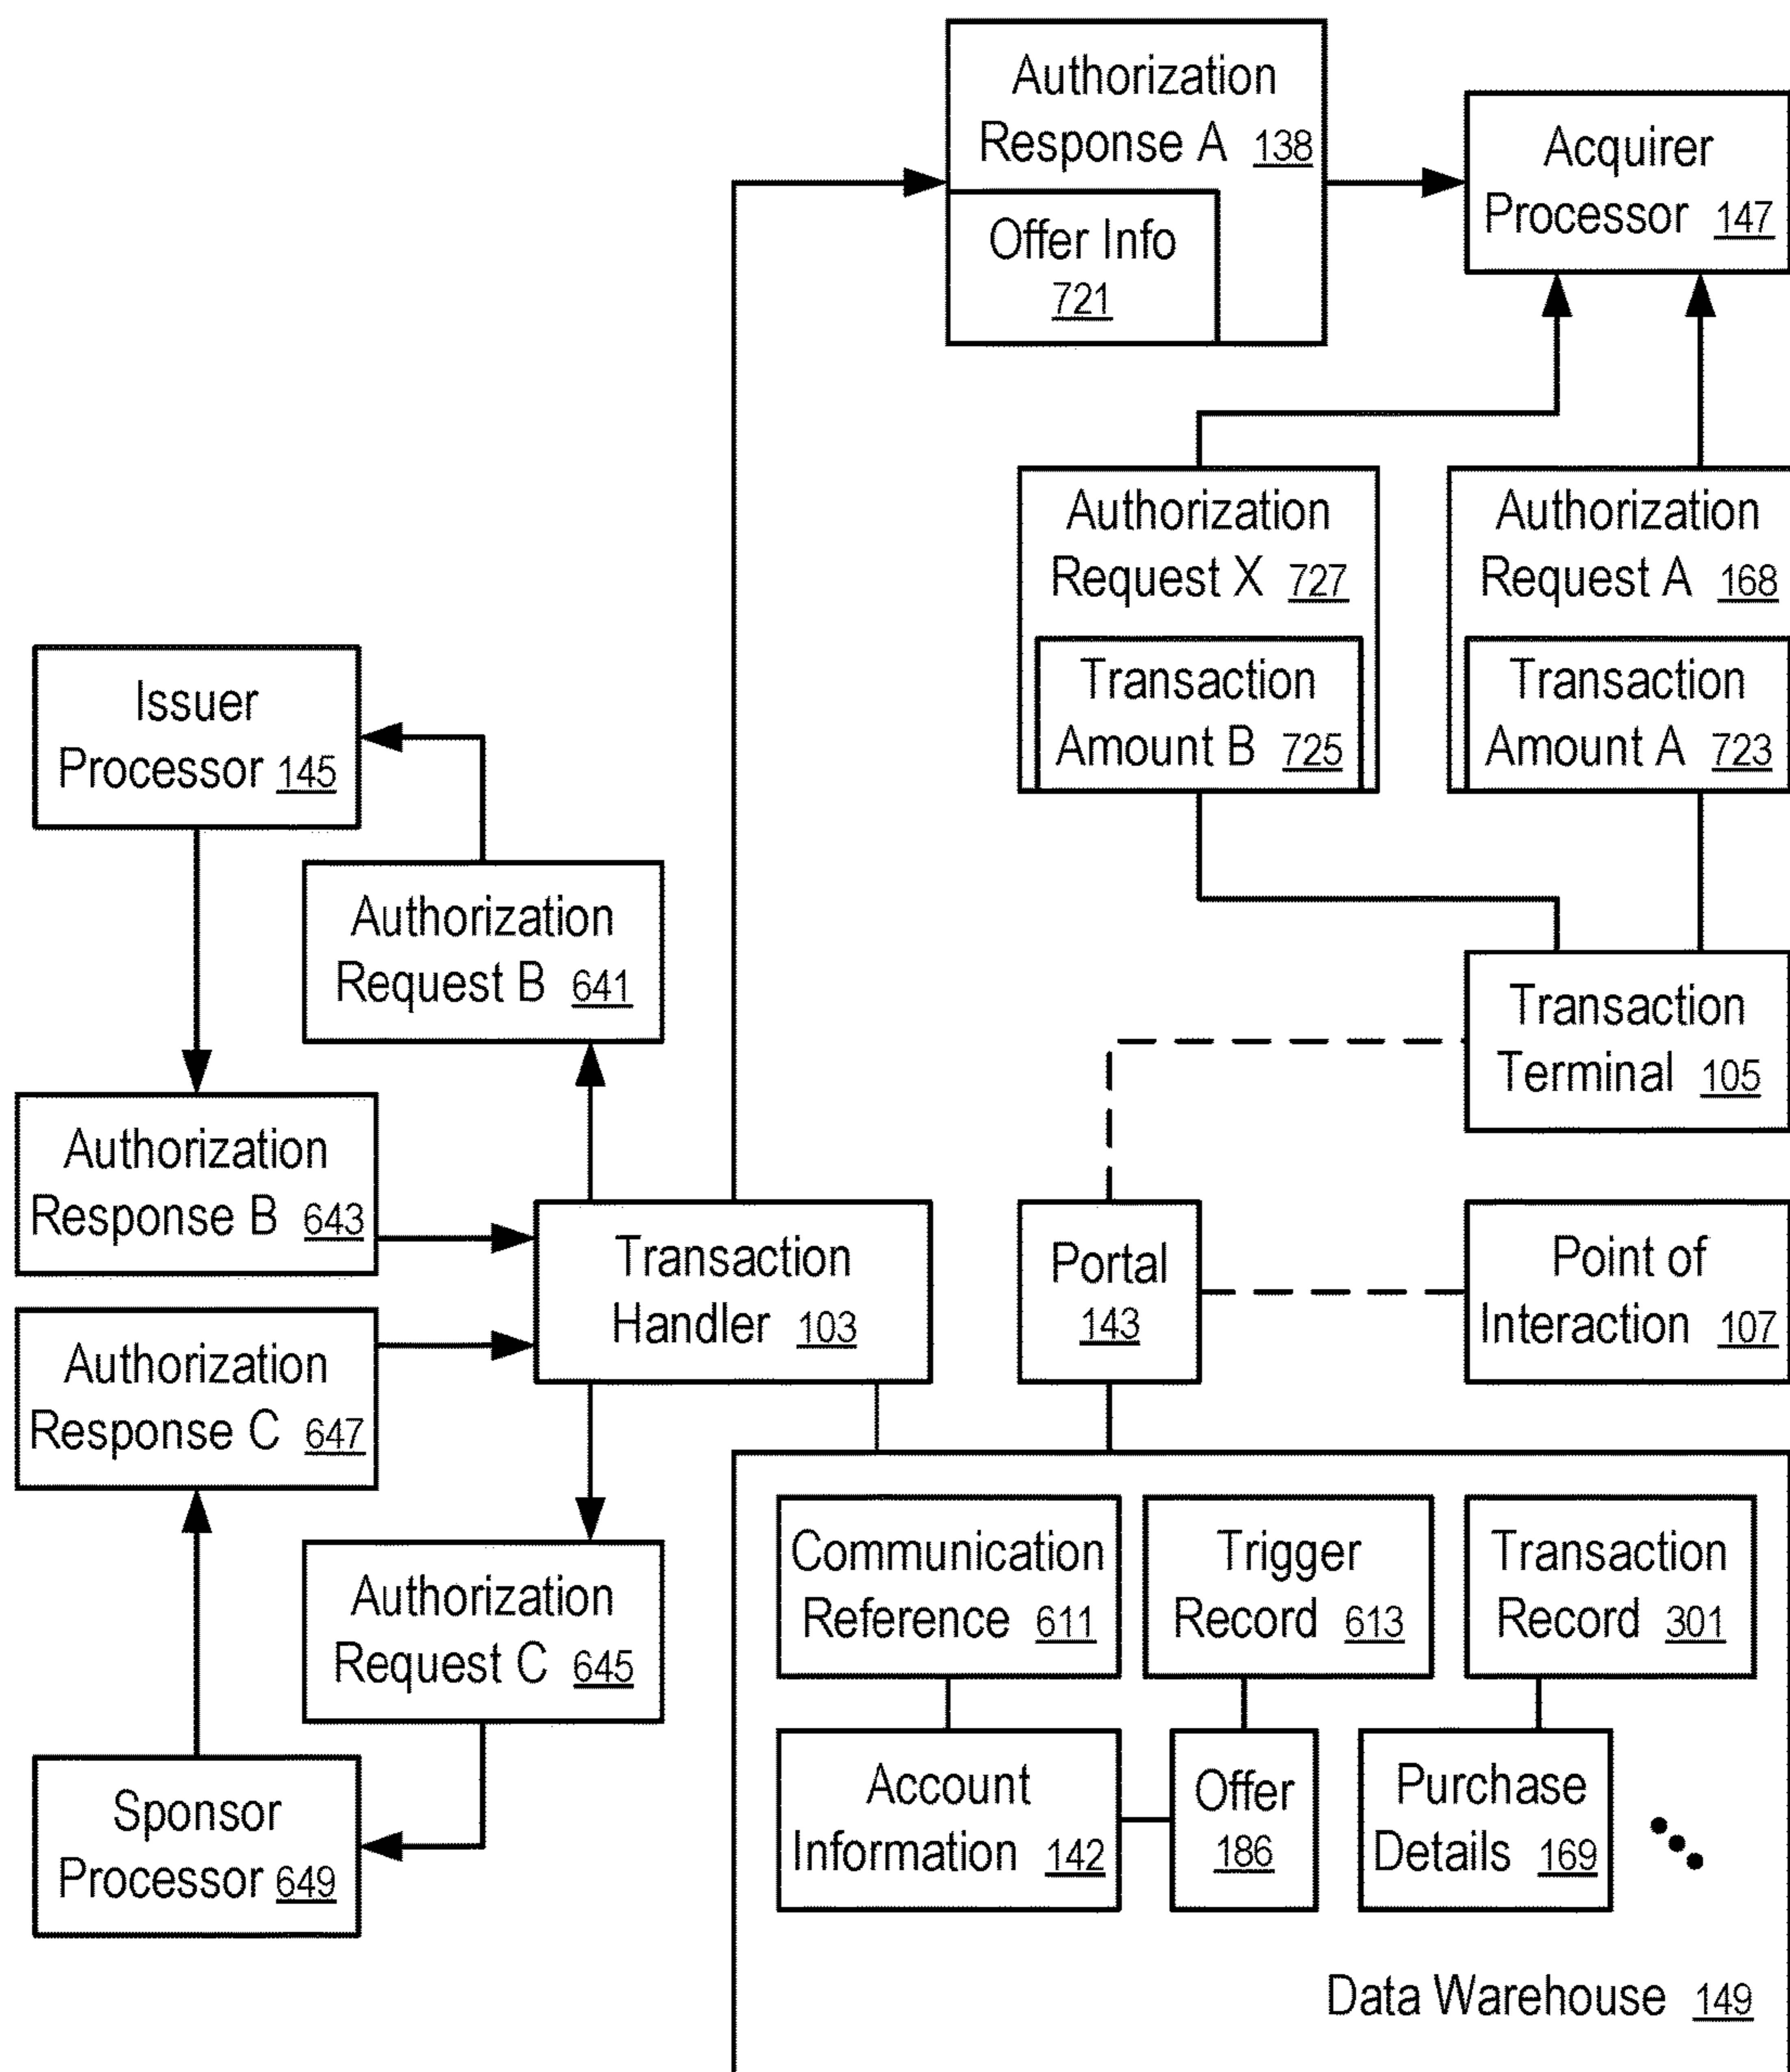 Authorization
Response A 138
Offer Info
721
Acquirer
Processor 147
Authorization
Request X 727
Transaction
Amount B 725
Authorization
Request A 168
Transaction
Amount A 723
Issuer
Processor 145
Authorization
Request B 641
Transaction
Terminal 105
Authorization
Response B 643
Transaction
Handler 103
Portal
143
Point of
Interaction 107
Authorization
Response C 647
Authorization
Request C 645
Sponsor
Processor 649
Communication
Reference 611
Trigger
Record 613
Transaction
Record 301
Account
Information 142
Offer
186
Purchase
Details 169
Data Warehouse 149